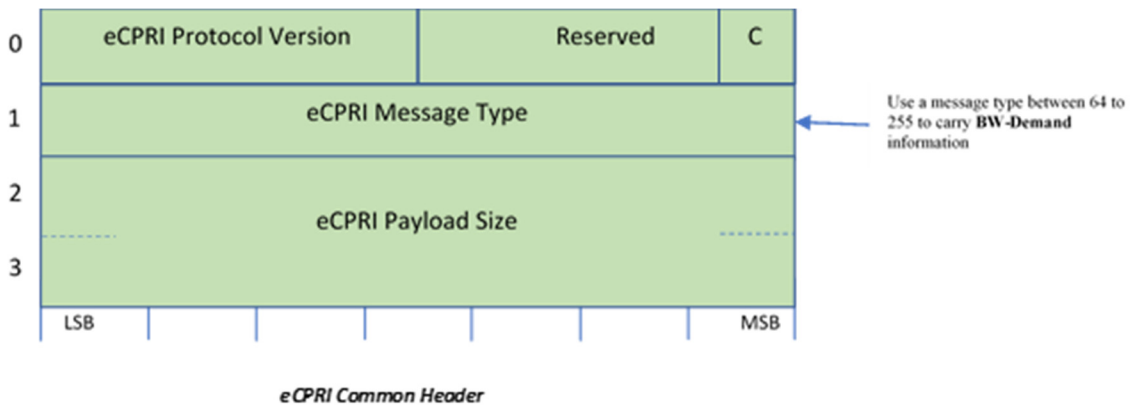 0 eCPRI Protocol Version Reserved C
1 eCPRI Message Type
Use a message type between 64 to
255 to carry BW-Demand
information
2
eCPRI Payload Size
3
LSB MSB
eCPRI Common Header